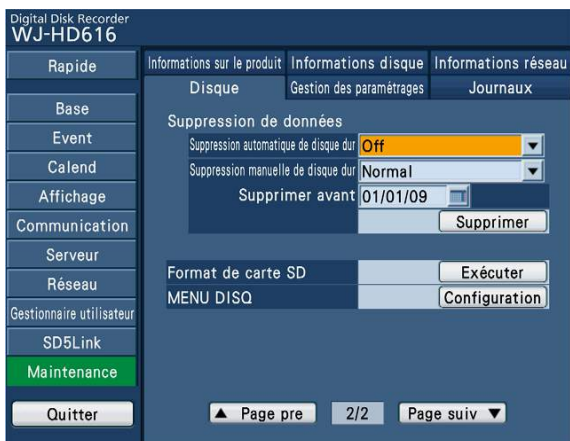 Digital Disk Recorder
WJ-HD616
Rapide
Base
Event
Calend
Affichage
Communication
Serveur
Réseau
Gestionnaire utilisateur
SD5Link
Maintenance
Quitter
Informations sur le produit Informations disque Informations réseau
Disque Gestion des paramétrages Journaux
Suppression de données
Suppression automatique de disque dur Off
Suppression manuelle de disque dur Normal
Supprimer avant 01/01/09
Supprimer
Format de carte SD Exécuter
MENU DISQ Configuration
▲ Page pre 2/2 Page suiv ▼